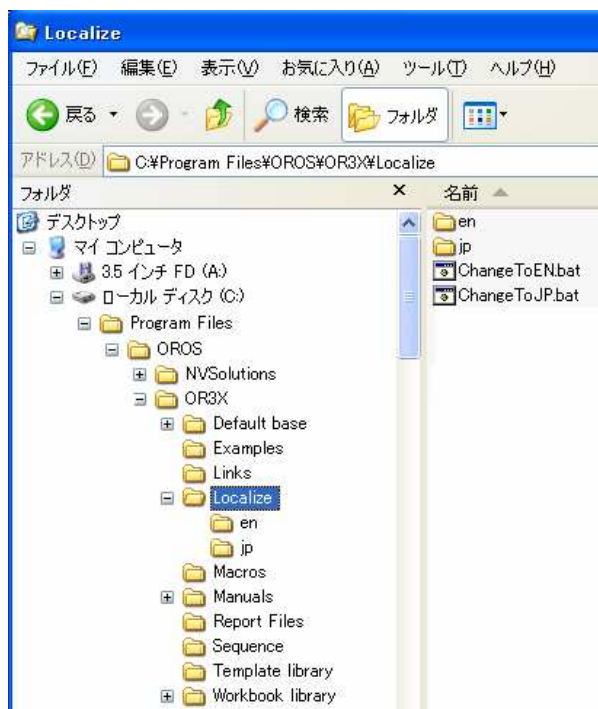 Localize
ファイル(F) 編集(E) 表示(V) お気に入り(A) ツール(T) ヘルプ(H)
戻る 検索 フォルダ
アドレス(D) C:¥Program Files¥OROS¥OR3X¥Localize
フォルダ × 名前
デスクトップ
マイ コンピュータ
3.5 インチ FD (A:)
ローカル ディスク (C:)
Program Files
OROS
NVSolutions
OR3X
Default base
Examples
Links
Localize
en
jp
Macros
Manuals
Report Files
Sequence
Template library
Workbook library
en
jp
ChangeToEN.bat
ChangeToJP.bat